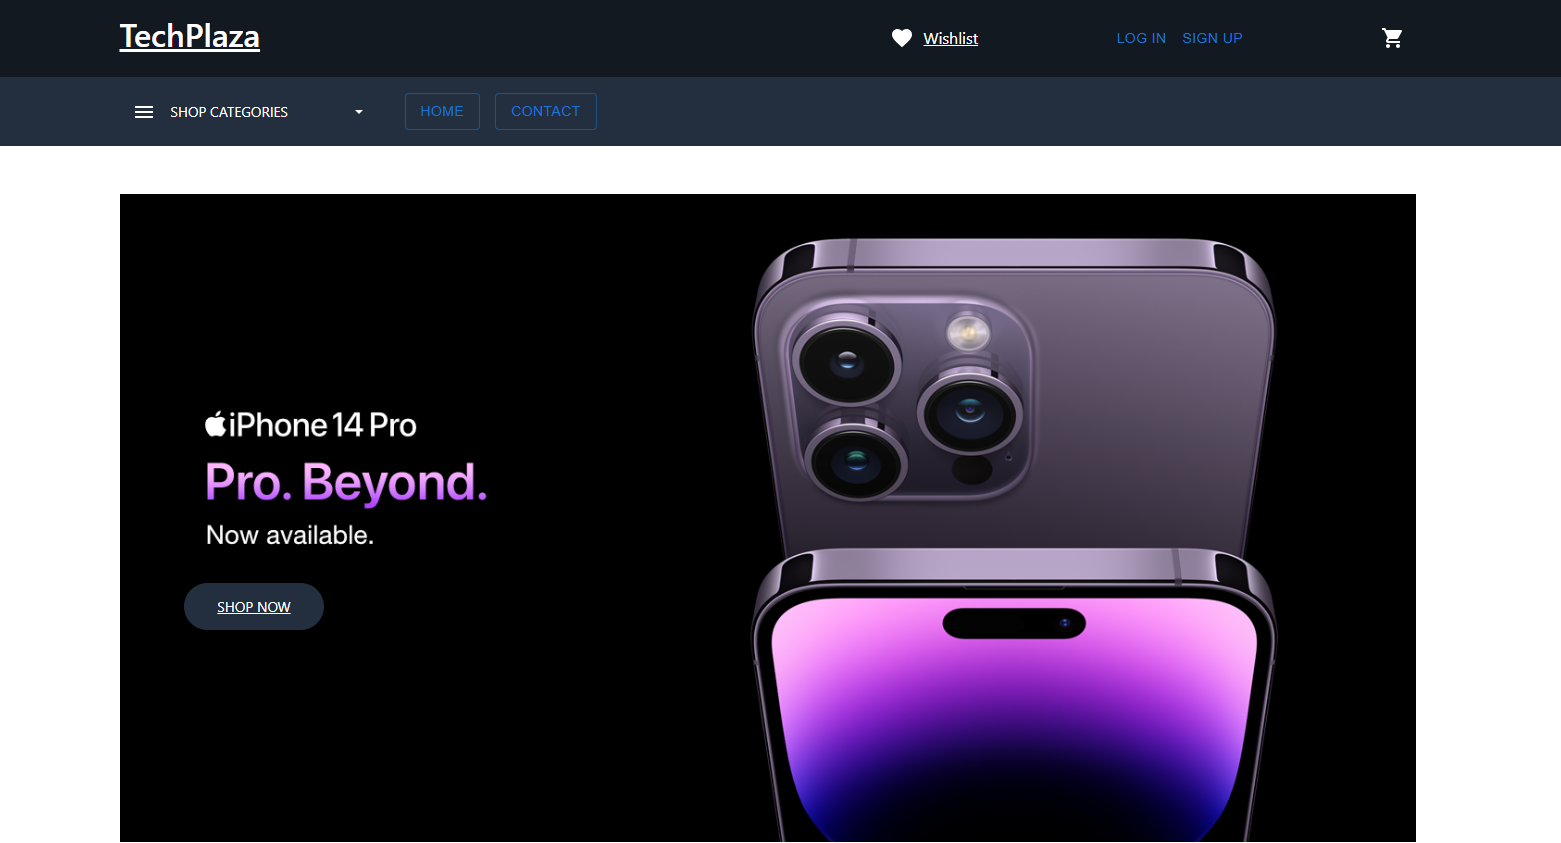 TechPlaza
Wishlist
LOG IN
SIGN UP
SHOP CATEGORIES
HOME
CONTACT
iPhone 14 Pro
Pro. Beyond.
Now available.
SHOP NOW